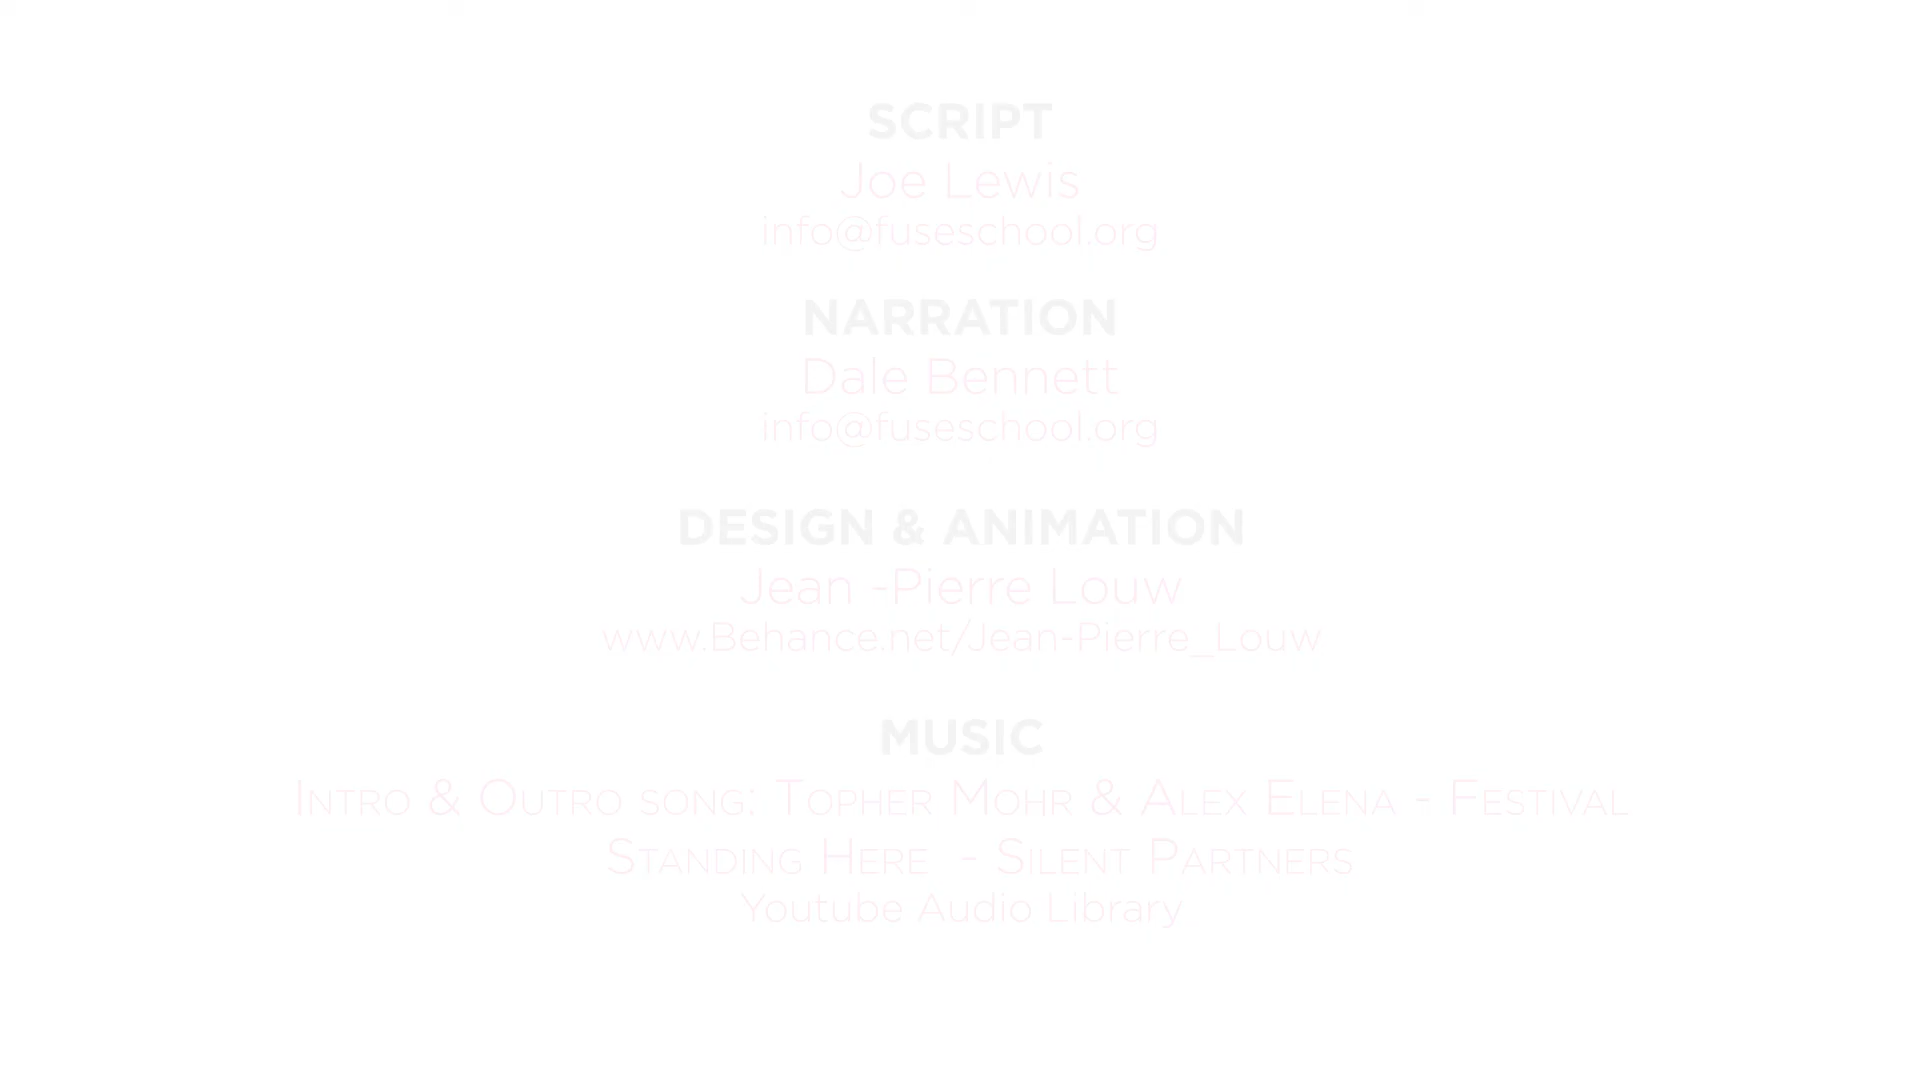 SCRIPT
Joe Lewis
info@fuseschool.org
NARRATION
Dale Bennett
info@fuseschool.org
DESIGN & ANIMATION
Jean -Pierre Louw
www.Behance.net/Jean-Pierre_Louw
MUSIC
Intro & Outro song: Topher Mohr & Alex Elena - Festival
Standing Here - Silent Partners
Youtube Audio Library